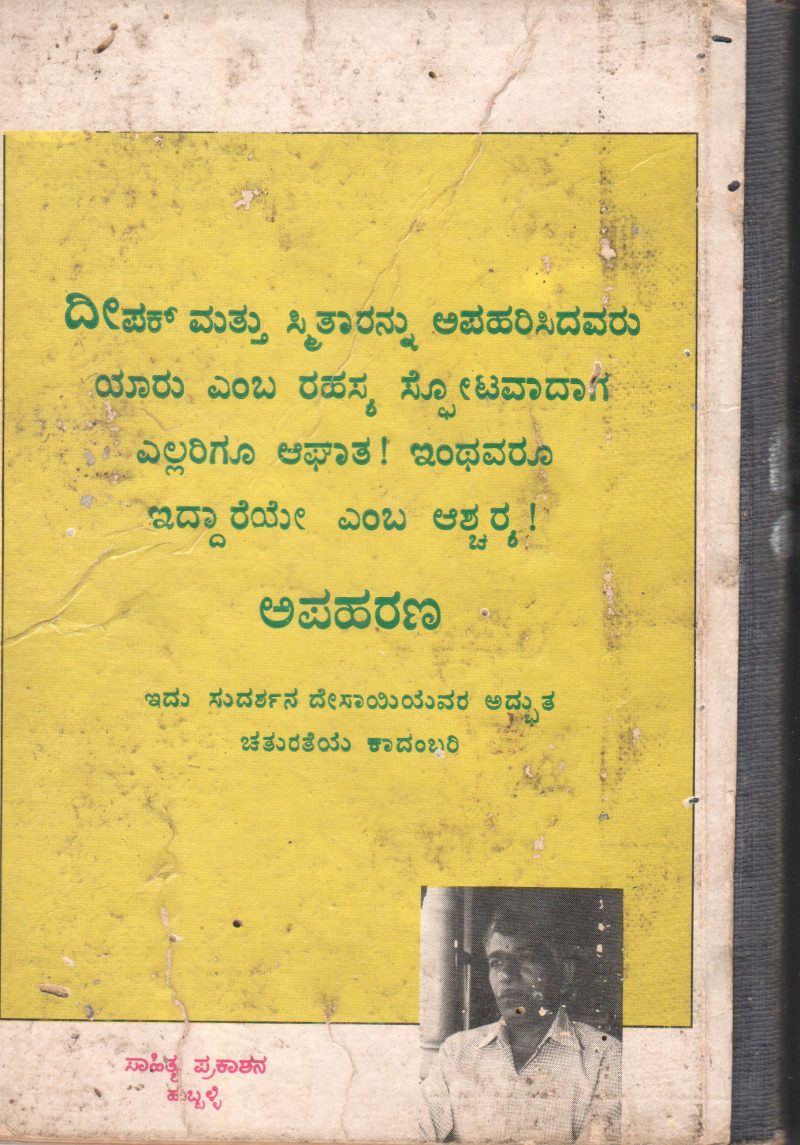 ದೀಪಕ್ ಮತ್ತು ಸ್ಮಿತಾರನ್ನು ಅಪಹರಿಸಿದವರು
ಯಾರು ಎಂಬ ರಹಸ್ಯ ಸ್ಫೋಟವಾದಾಗ
ಎಲ್ಲರಿಗೂ ಆಘಾತ! ಇಂಥವರೂ
ಇದ್ದಾರೆಯೇ ಎಂಬ ಆಶ್ಚರ್‍ಯ!
ಅಪಹರಣ
ಇದು ಸುದರ್ಶನ ದೇಸಾಯಿಯವರ ಅದ್ಭುತ
ಚತುರತೆಯ ಕಾದಂಬರಿ
ಸಾಹಿತ್ಯ ಪ್ರಕಾಶನ
ಹುಬ್ಬಳ್ಳಿ